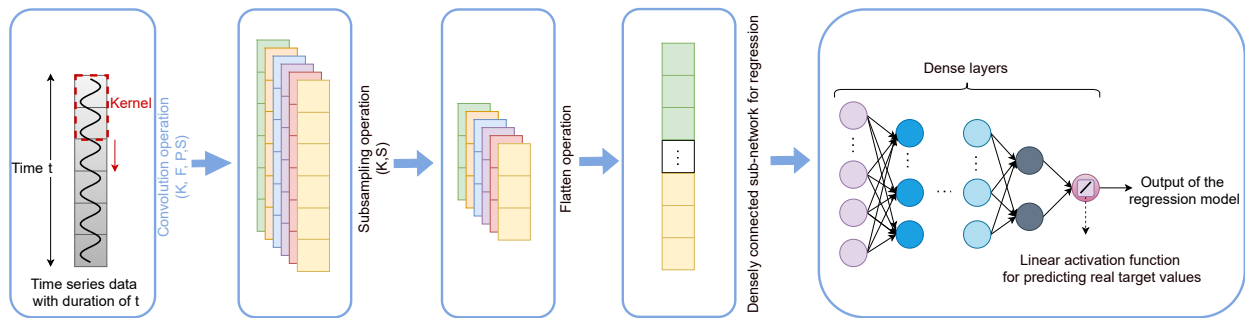 Time t
Kernel
Time series data
with duration of t
Convolution operation
(K, F, P,S)
Subsampling operation
(K,S)
Flatten operation
...
Densely connected sub-network for regression
Dense layers
...
...
...
Output of the
regression model
Linear activation function
for predicting real target values